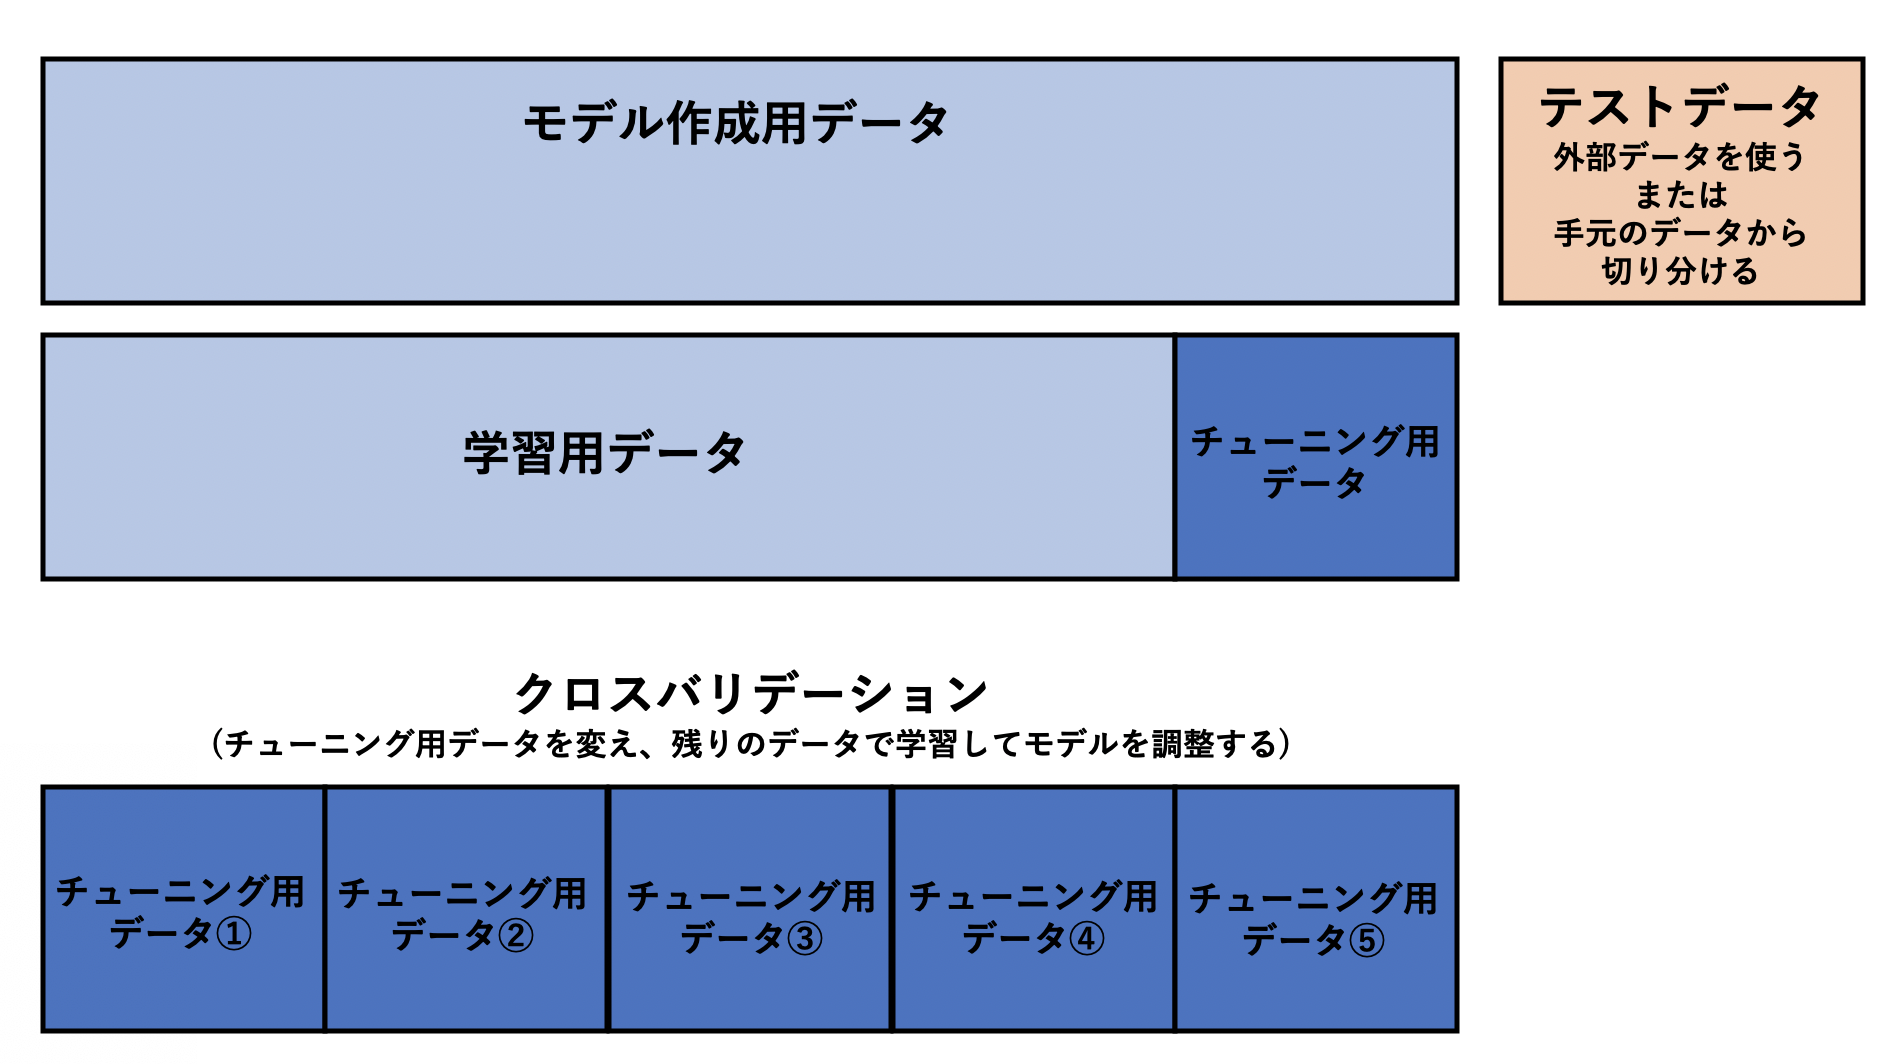 モデル作成用データ
テストデータ
外部データを使う
または
手元のデータから
切り分ける
学習用データ
チューニング用
データ
クロスバリデーション
（チューニング用データを変え、残りのデータで学習してモデルを調整する）
チューニング用
データ①
チューニング用
データ②
チューニング用
データ③
チューニング用
データ④
チューニング用
データ⑤